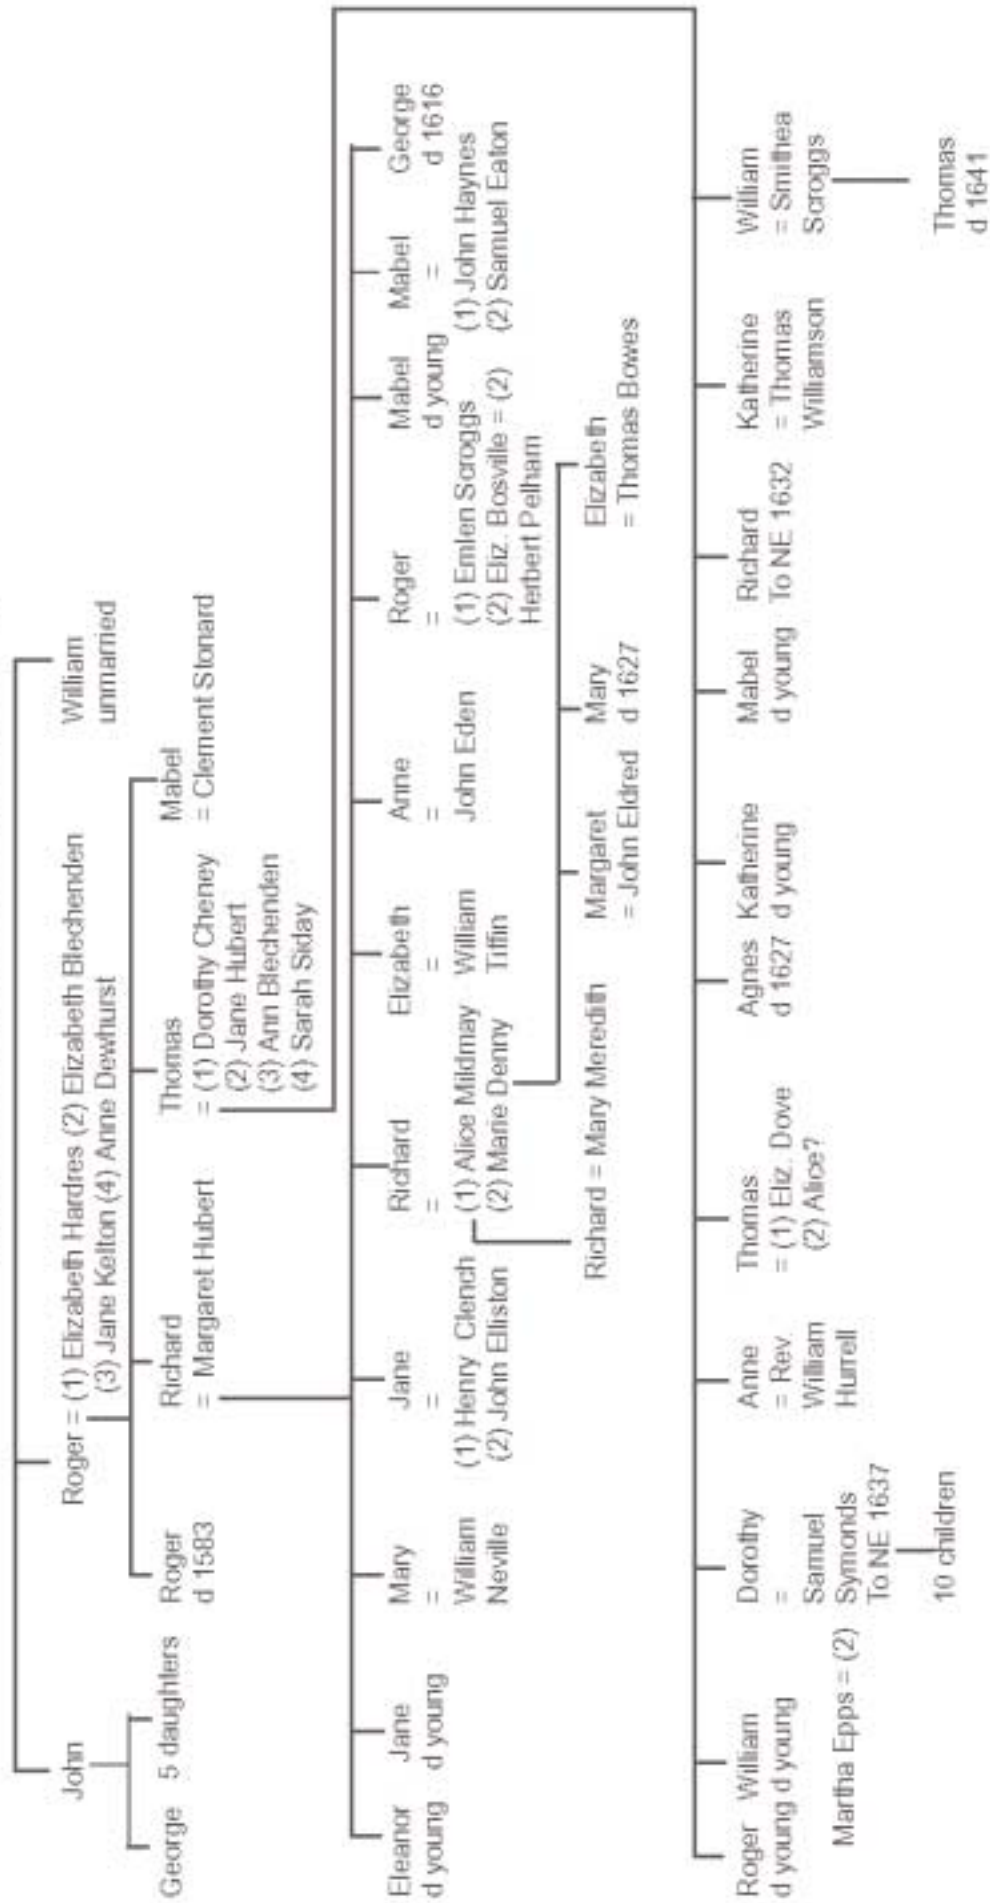 John
Roger = (1) Elizabeth Hardres (2) Elizabeth Blechenden
(3) Jane Kelton (4) Anne Dewhurst
William
unmarried
George
5 daughters
Roger
d 1583
Richard
= Margaret Hubert
Thomas
= (1) Dorothy Cheney
(2) Jane Hubert
(3) Ann Blechenden
(4) Sarah Siday
Mabel
= Clement Stonard
Eleanor
d young
Jane
d young
Mary
=
William
Neville
Jane
=
(1) Henry Clench
(2) John Elliston
Richard
=
(1) Alice Mildmay
(2) Marie Denny
Elizabeth
=
William
Tiffin
Anne
=
John Eden
Roger
=
(1) Emlen Scroggs
(2) Eliz. Bosville = (2)
Herbert Pelham
Mabel
d young
Mabel
=
(1) John Haynes
(2) Samuel Eaton
George
d 1616
Richard = Mary Meredith
Margaret
= John Eldred
Mary
d 1627
Elizabeth
= Thomas Bowes
Roger
d young
William
d young
Martha Epps = (2)
Dorothy
=
Samuel
Symonds
To NE 1637
10 children
Anne
= Rev.
William
Hurrell
Thomas
= (1) Eliz. Dove
(2) Alice?
Agnes
d 1627
Katherine
d young
Mabel
d young
Richard
To NE 1632
Katherine
= Thomas
Williamson
William
= Smithea
Scroggs
Thomas
d 1641